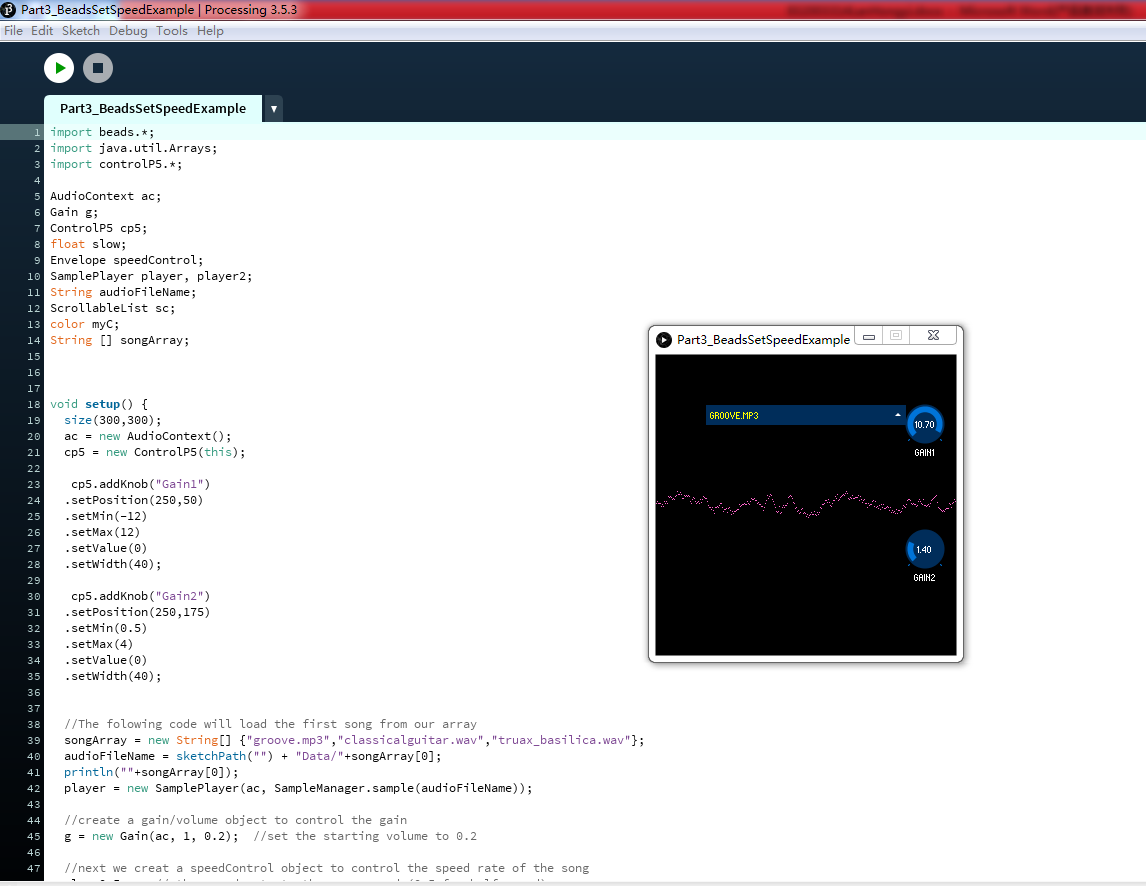 Part3_BeadsSetSpeedExample | Processing 3.5.3
File Edit Sketch Debug Tools Help
Part3_BeadsSetSpeedExample
1 import beads.*;
2 import java.util.Arrays;
3 import controlP5.*;
4
5 AudioContext ac;
6 Gain g;
7 ControlP5 cp5;
8 float slow;
9 Envelope speedControl;
10 SamplePlayer player, player2;
11 String audioFileName;
12 ScrollableList sc;
13 color myC;
14 String [] songArray;
15
16
17
18 void setup() {
19 size(300,300);
20 ac = new AudioContext();
21 cp5 = new ControlP5(this);
22
23 cp5.addKnob("Gain1")
24 .setPosition(250,50)
25 .setMin(-12)
26 .setMax(12)
27 .setValue(0)
28 .setWidth(40);
29
30 cp5.addKnob("Gain2")
31 .setPosition(250,175)
32 .setMin(0.5)
33 .setMax(4)
34 .setValue(0)
35 .setWidth(40);
36
37
38 //The folowing code will load the first song from our array
39 songArray = new String[] {"groove.mp3","classicalguitar.wav","truax_basilica.wav"};
40 audioFileName = sketchPath("") + "Data/"+songArray[0];
41 println(""+songArray[0]);
42 player = new SamplePlayer(ac, SampleManager.sample(audioFileName));
43
44 //create a gain/volume object to control the gain
45 g = new Gain(ac, 1, 0.2); //set the starting volume to 0.2
46
47 //next we creat a speedControl object to control the speed rate of the song
Part3_BeadsSetSpeedExample
GROOVE.MP3
10.70
GAIN1
1.40
GAIN2